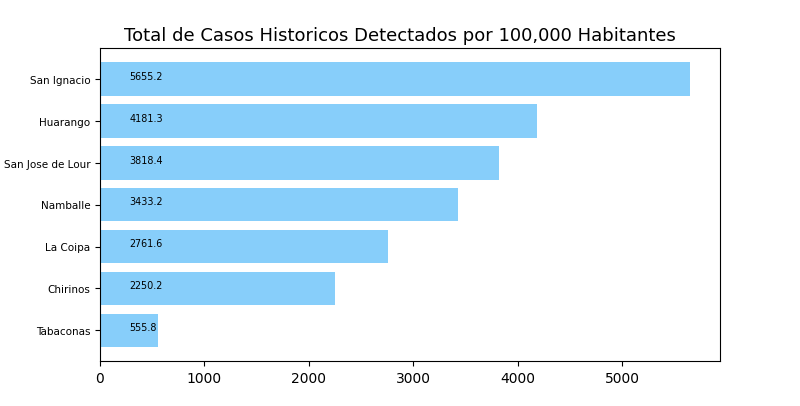 Total de Casos Historicos Detectados por 100,000 Habitantes
San Ignacio 5655.2
Huarango 4181.3
San Jose de Lour 3818.4
Namballe 3433.2
La Coipa 2761.6
Chirinos 2250.2
Tabaconas 555.8
0 1000 2000 3000 4000 5000